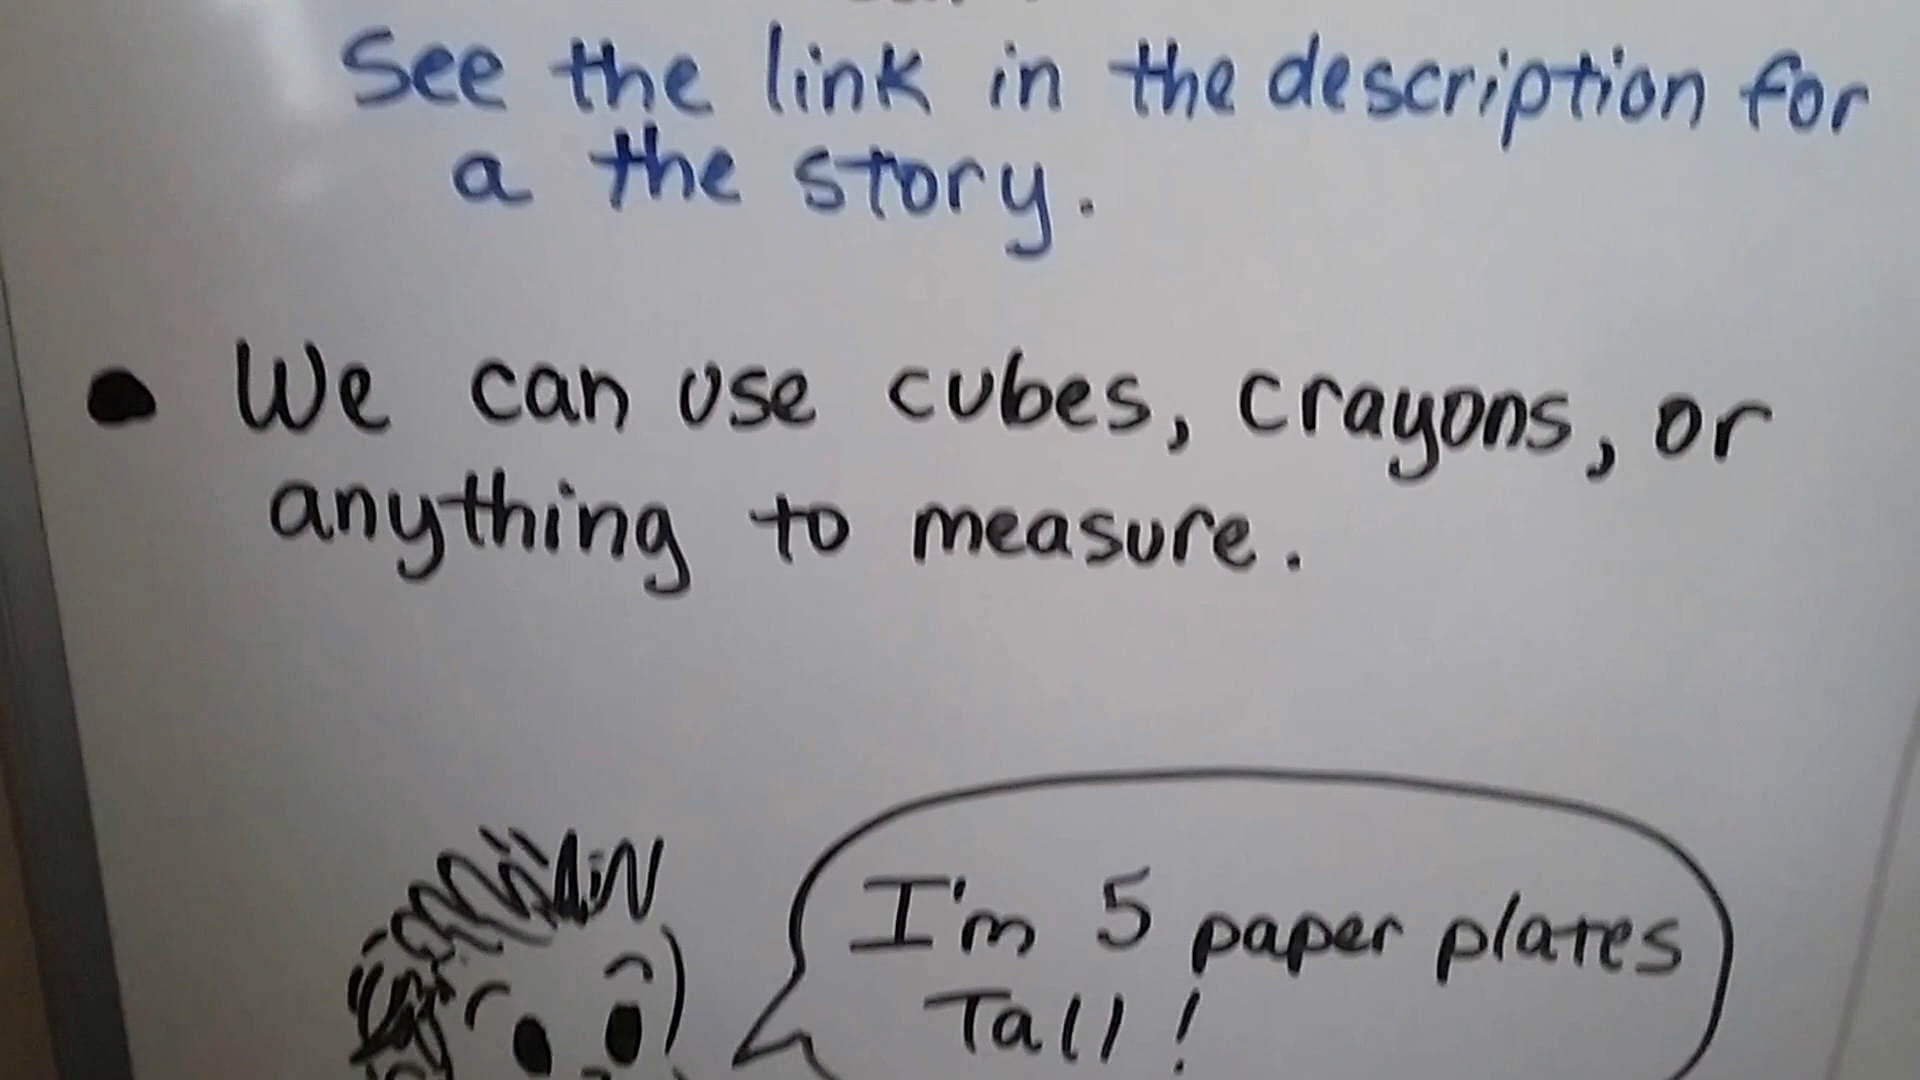 See the link in the description for
a the story.
• We can use cubes, crayons, or
anything to measure.
I'm 5 paper plates
Tall!